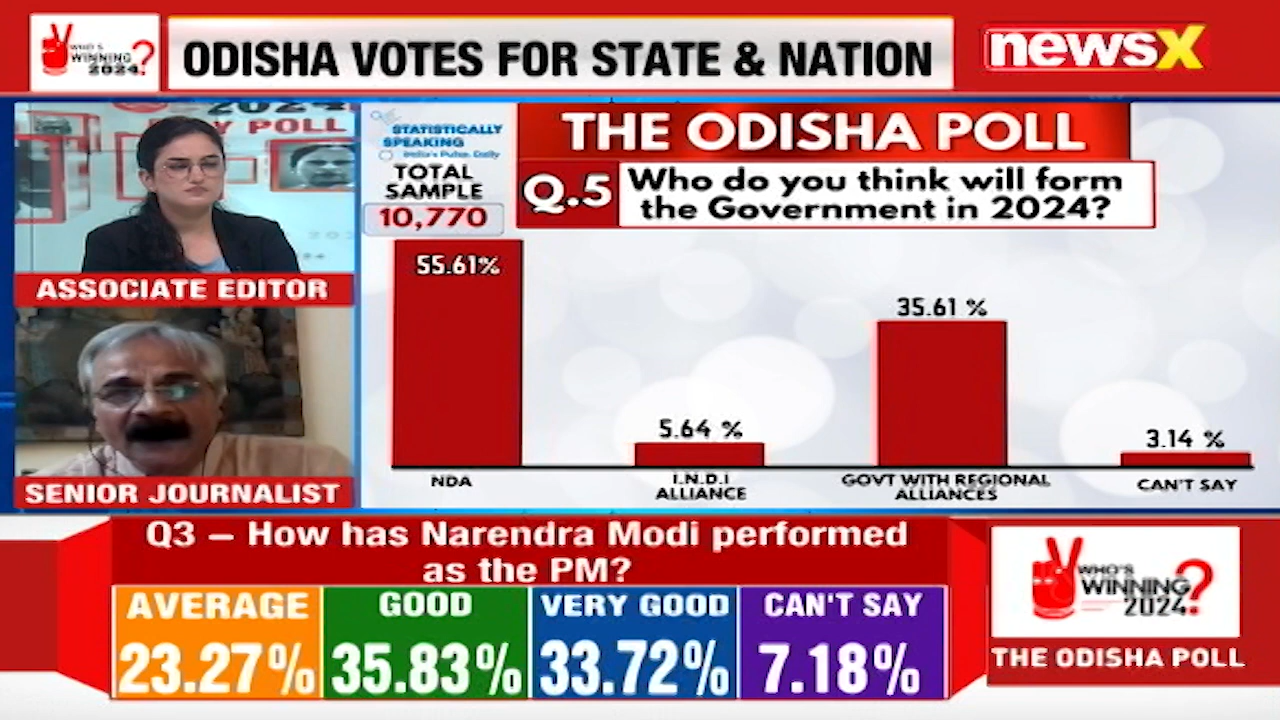 WHO'S
WINNING
2024?
ODISHA VOTES FOR STATE & NATION
newsX
2024
POLL
ASSOCIATE EDITOR
SENIOR JOURNALIST
STATISTICALLY
SPEAKING
India's Pulse, Daily
TOTAL
SAMPLE
10,770
THE ODISHA POLL
Q.5
Who do you think will form
the Government in 2024?
55.61%
5.64 %
35.61 %
3.14 %
NDA
I.N.D.I
ALLIANCE
GOVT WITH REGIONAL
ALLIANCES
CAN'T SAY
Q3 – How has Narendra Modi performed
as the PM?
AVERAGE
23.27%
GOOD
35.83%
VERY GOOD
33.72%
CAN'T SAY
7.18%
WHO'S
WINNING
2024?
THE ODISHA POLL